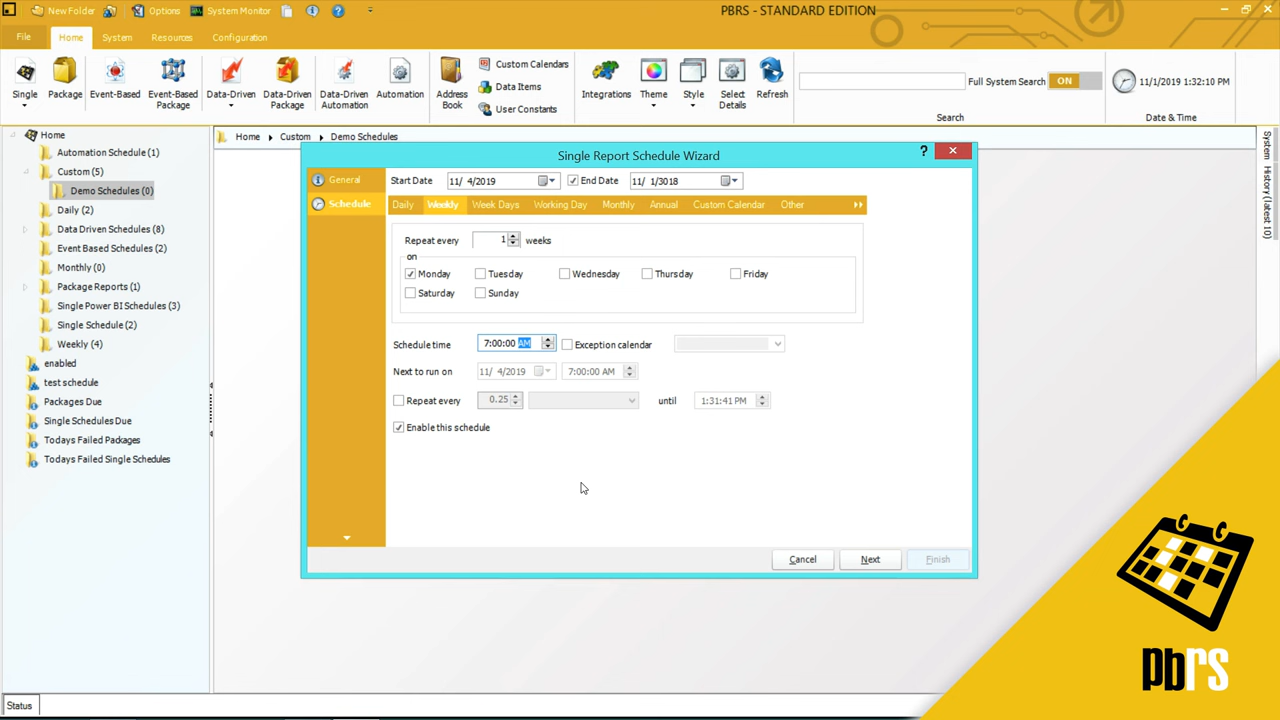 New Folder Options System Monitor PBRS - STANDARD EDITION
File Home System Resources Configuration
Single Package Event-Based Event-Based Package Data-Driven Data-Driven Package Data-Driven Automation Automation Address Book Custom Calendars Data Items User Constants Integrations Theme Style Select Details Refresh Full System Search ON 11/1/2019 1:32:10 PM
Search Date & Time
Home Custom Demo Schedules
Home
Automation Schedule (1)
Custom (5)
Demo Schedules (0)
Daily (2)
Data Driven Schedules (8)
Event Based Schedules (2)
Monthly (0)
Package Reports (1)
Single Power BI Schedules (3)
Single Schedule (2)
Weekly (4)
enabled
test schedule
Packages Due
Single Schedules Due
Todays Failed Packages
Todays Failed Single Schedules
Single Report Schedule Wizard ?
General
Schedule
Start Date 11/ 4/2019 End Date 11/ 1/3018
Daily Weekly Week Days Working Day Monthly Annual Custom Calendar Other
Repeat every 1 weeks
on
Monday Tuesday Wednesday Thursday Friday
Saturday Sunday
Schedule time 7:00:00 AM Exception calendar
Next to run on 11/ 4/2019 7:00:00 AM
Repeat every 0.25 until 1:31:41 PM
Enable this schedule
Cancel Next Finish
System History (latest 10)
pbrs
Status